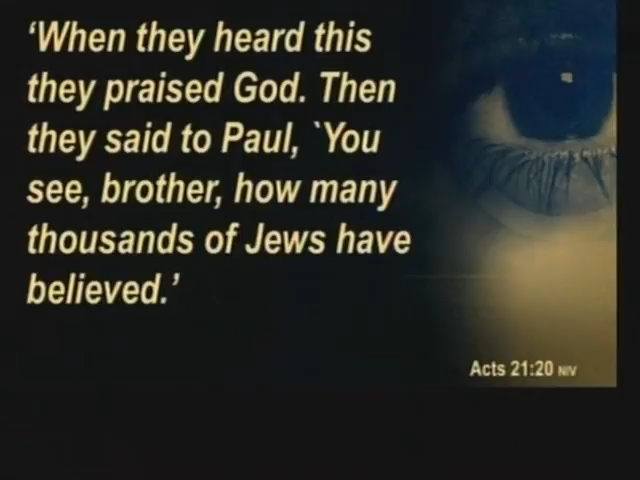 ‘When they heard this
they praised God. Then
they said to Paul, `You
see, brother, how many
thousands of Jews have
believed.’
Acts 21:20 NIV